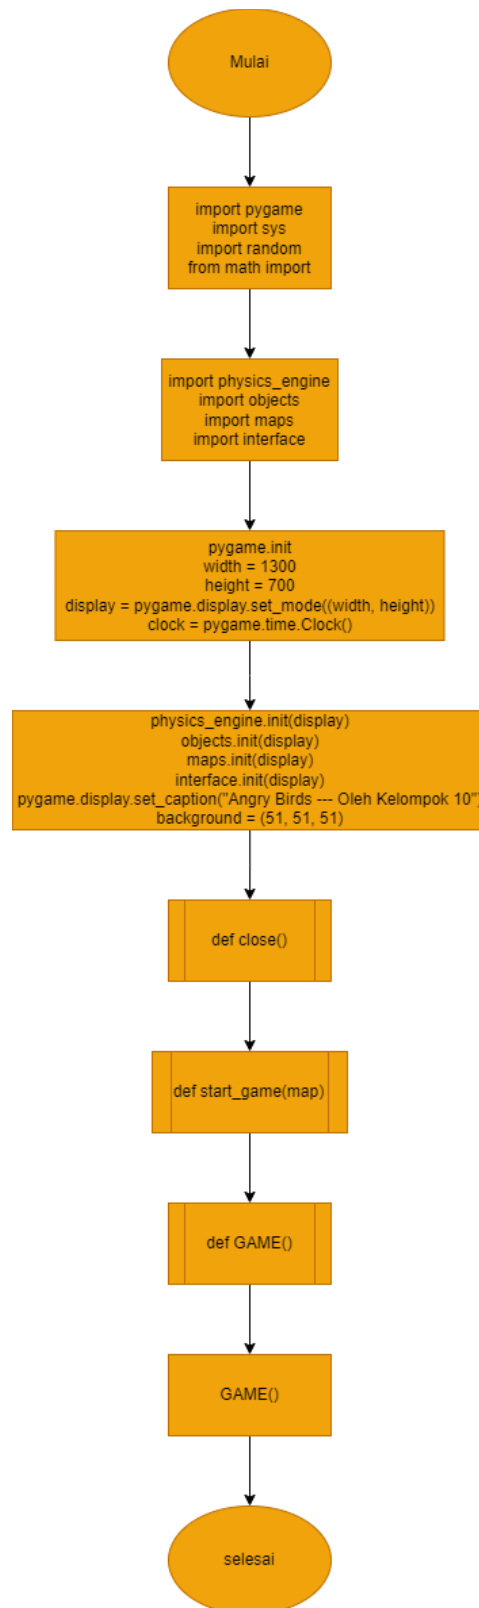 Mulai
import pygame
import sys
import random
from math import
import physics_engine
import objects
import maps
import interface
pygame.init
width = 1300
height = 700
display = pygame.display.set_mode((width, height))
clock = pygame.time.Clock()
physics_engine.init(display)
objects.init(display)
maps.init(display)
interface.init(display)
pygame.display.set_caption("Angry Birds --- Oleh Kelompok 10")
background = (51, 51, 51)
def close()
def start_game(map)
def GAME()
GAME()
selesai